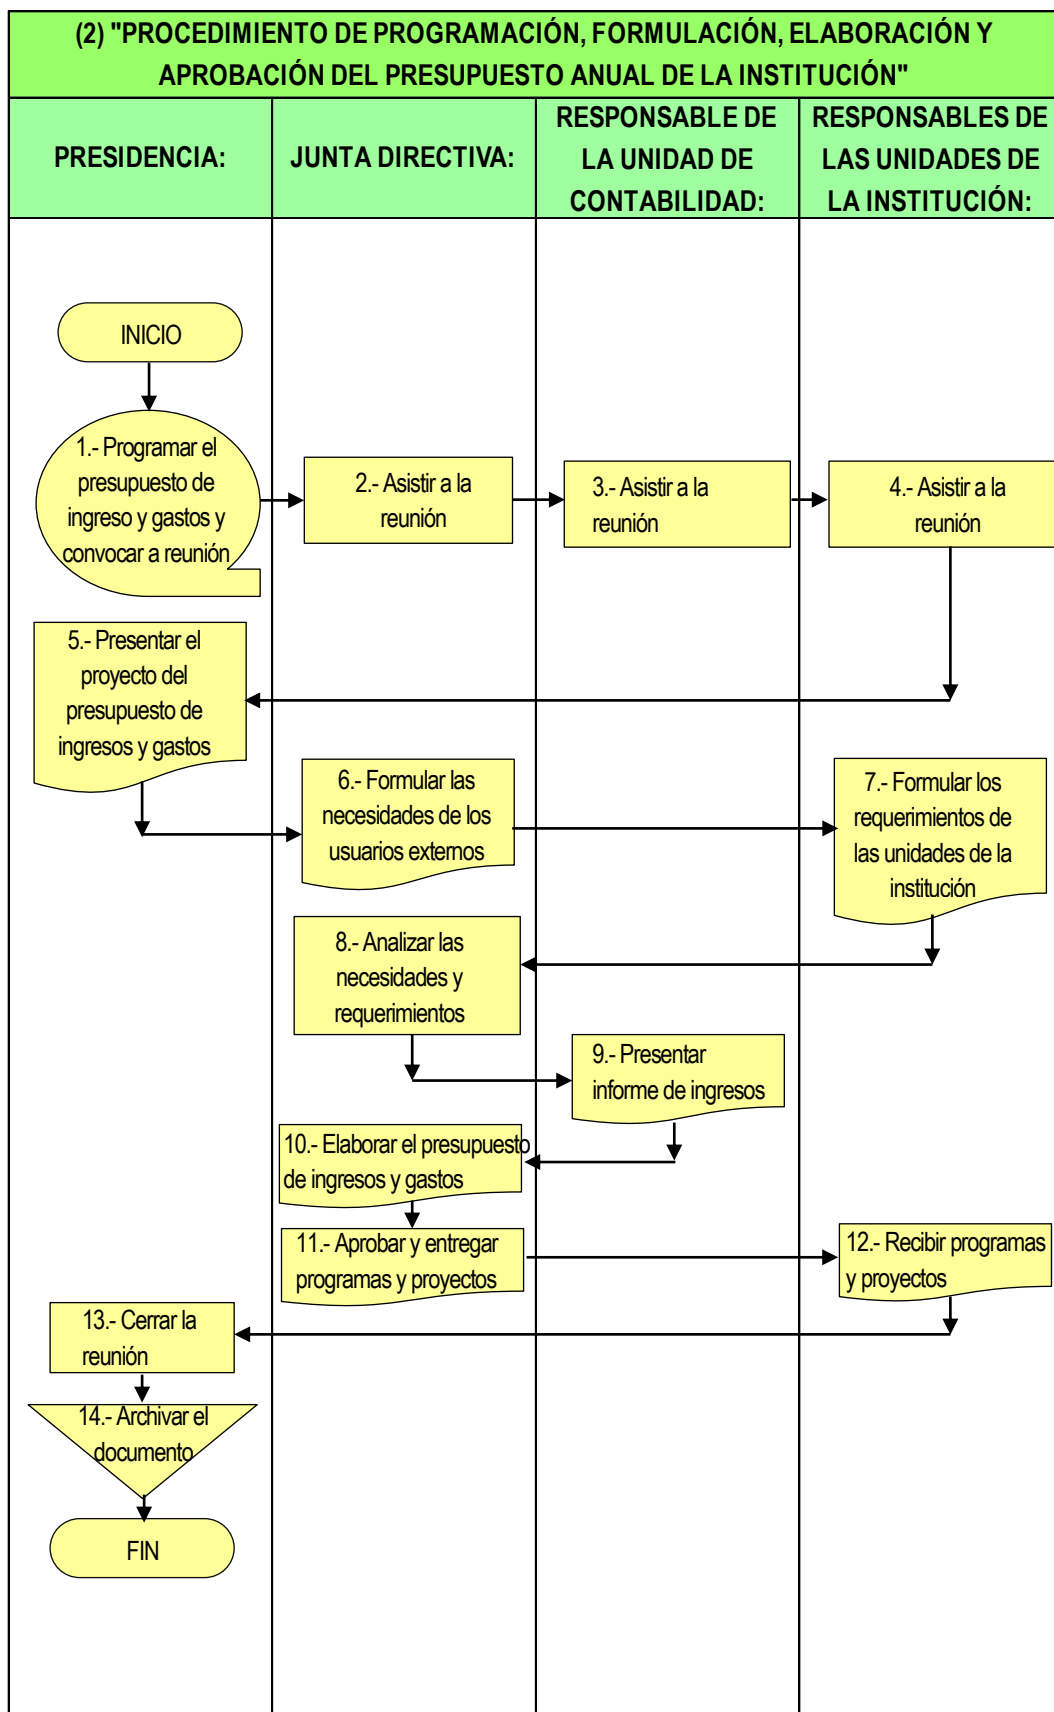 (2) "PROCEDIMIENTO DE PROGRAMACIÓN, FORMULACIÓN, ELABORACIÓN Y
APROBACIÓN DEL PRESUPUESTO ANUAL DE LA INSTITUCIÓN"
PRESIDENCIA:
JUNTA DIRECTIVA:
RESPONSABLE DE
LA UNIDAD DE
CONTABILIDAD:
RESPONSABLES DE
LAS UNIDADES DE
LA INSTITUCIÓN:
INICIO
1.- Programar el
presupuesto de
ingreso y gastos y
convocar a reunión
2.- Asistir a la
reunión
3.- Asistir a la
reunión
4.- Asistir a la
reunión
5.- Presentar el
proyecto del
presupuesto de
ingresos y gastos
6.- Formular las
necesidades de los
usuarios externos
7.- Formular los
requerimientos de
las unidades de la
institución
8.- Analizar las
necesidades y
requerimientos
9.- Presentar
informe de ingresos
10.- Elaborar el presupuesto
de ingresos y gastos
11.- Aprobar y entregar
programas y proyectos
12.- Recibir programas
y proyectos
13.- Cerrar la
reunión
14.- Archivar el
documento
FIN